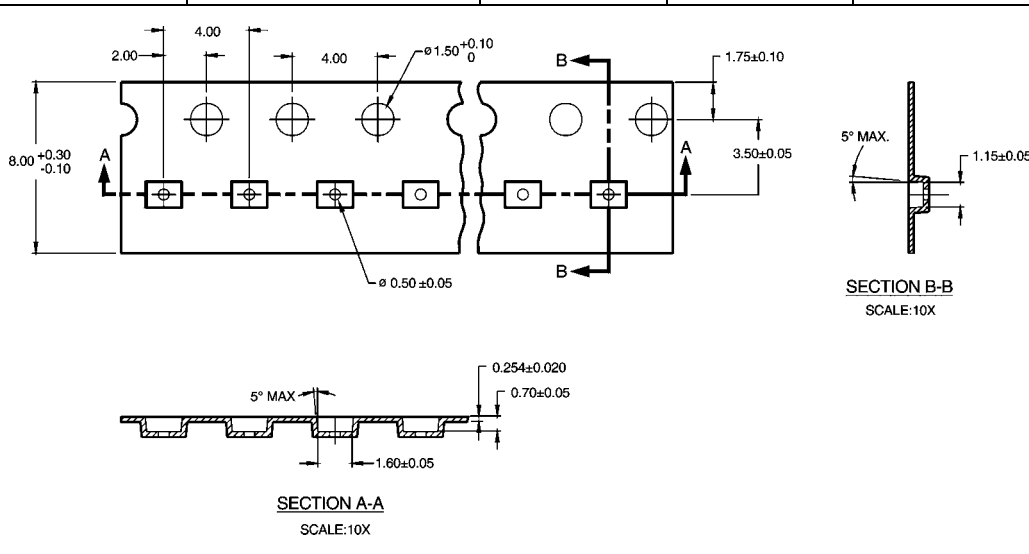 4.00
2.00
4.00
ø1.50 +0.10
0
B
1.75±0.10
8.00 +0.30
-0.10
A
A
3.50±0.05
5° MAX.
1.15±0.05
ø 0.50 ±0.05
B
SECTION B-B
SCALE:10X
0.254±0.020
0.70±0.05
5° MAX
1.60±0.05
SECTION A-A
SCALE:10X